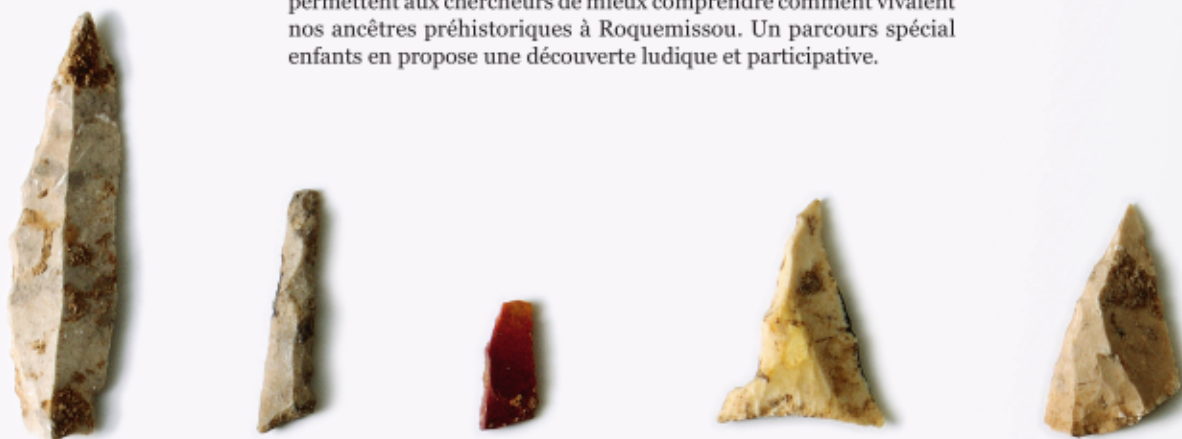 permettent aux chercheurs de mieux comprendre comment vivaient
nos ancêtres préhistoriques à Roquemissou. Un parcours spécial
enfants en propose une découverte ludique et participative.